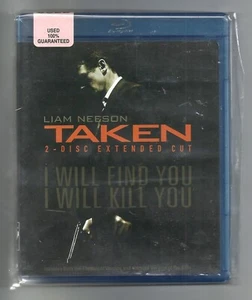 USED
100%
GUARANTEED
LIAM NEESON
TAKEN
2-DISC EXTENDED CUT
I WILL FIND YOU
I WILL KILL YOU